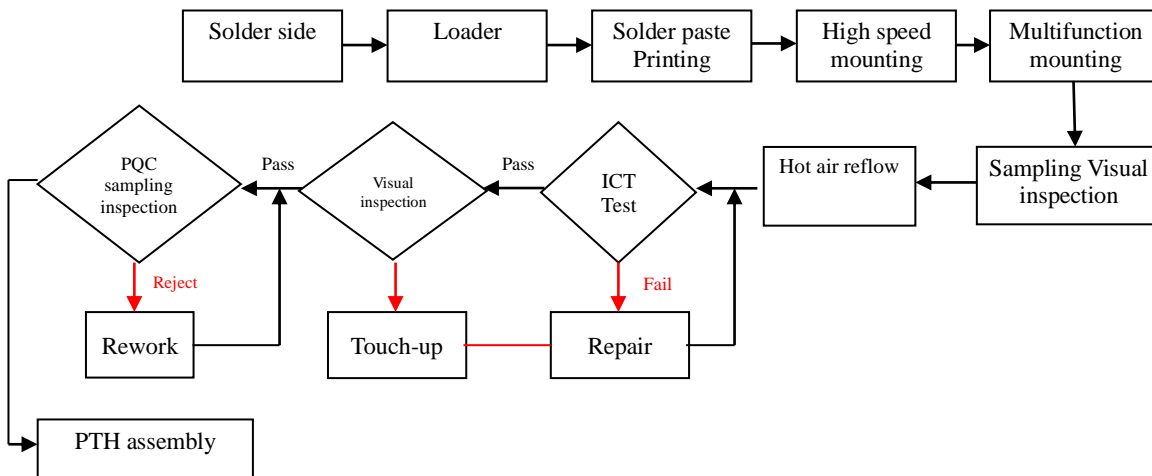 Solder side
Loader
Solder paste
Printing
High speed
mounting
Multifunction
mounting
PQC
sampling
inspection
Pass
Visual
inspection
Pass
ICT
Test
Hot air reflow
Sampling Visual
inspection
Reject
Fail
Rework
Touch-up
Repair
PTH assembly